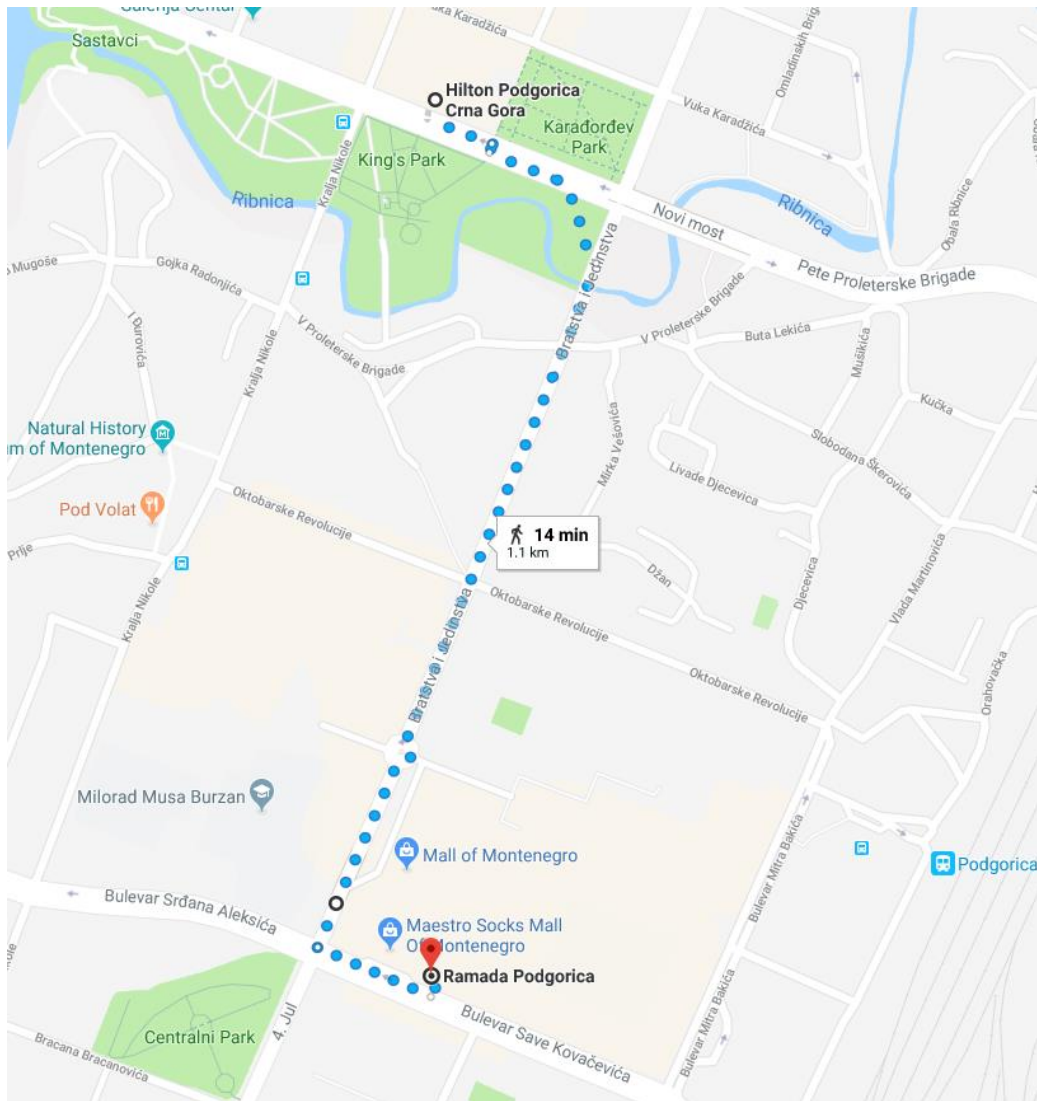 Vuka Karadžića
Sastavci
Hilton Podgorica
Crna Gora
Omladinskih Brig
Vuka Karadžića
Karađorđev
Park
King's Park
Kralja Nikole
Ribnica
Ribnica
Novi most
Obala Ribnice
Mugoše
Gojka Radonjića
Pete Proleterske Brigade
Bratstva i Jedinstva
V Proleterske Brigade
V Proleterske Brigade
Buta Lekića
I Đurovića
Kralja Nikole
Mušikića
Kučka
Mirka Vešovića
Natural History
m of Montenegro
Slobodana Škerovića
Livade Djecevica
Oktobarske Revolucije
Pod Volat
14 min
1.1 km
Prlje
Džan
Vlada Martinovića
Djecevica
Kralja Nikole
Oktobarske Revolucije
Bratstva i Jedinstva
Oktobarske Revolucije
Orahovačka
Milorad Musa Burzan
Mall of Montenegro
Bulevar Mitra Bakića
Podgorica
Bulevar Srđana Aleksića
Maestro Socks Mall
Of Montenegro
Ramada Podgorica
Bulevar Save Kovačevića
4. Jul
Centralni Park
Bulevar Mitra Bakića
Bracana Bracanovića